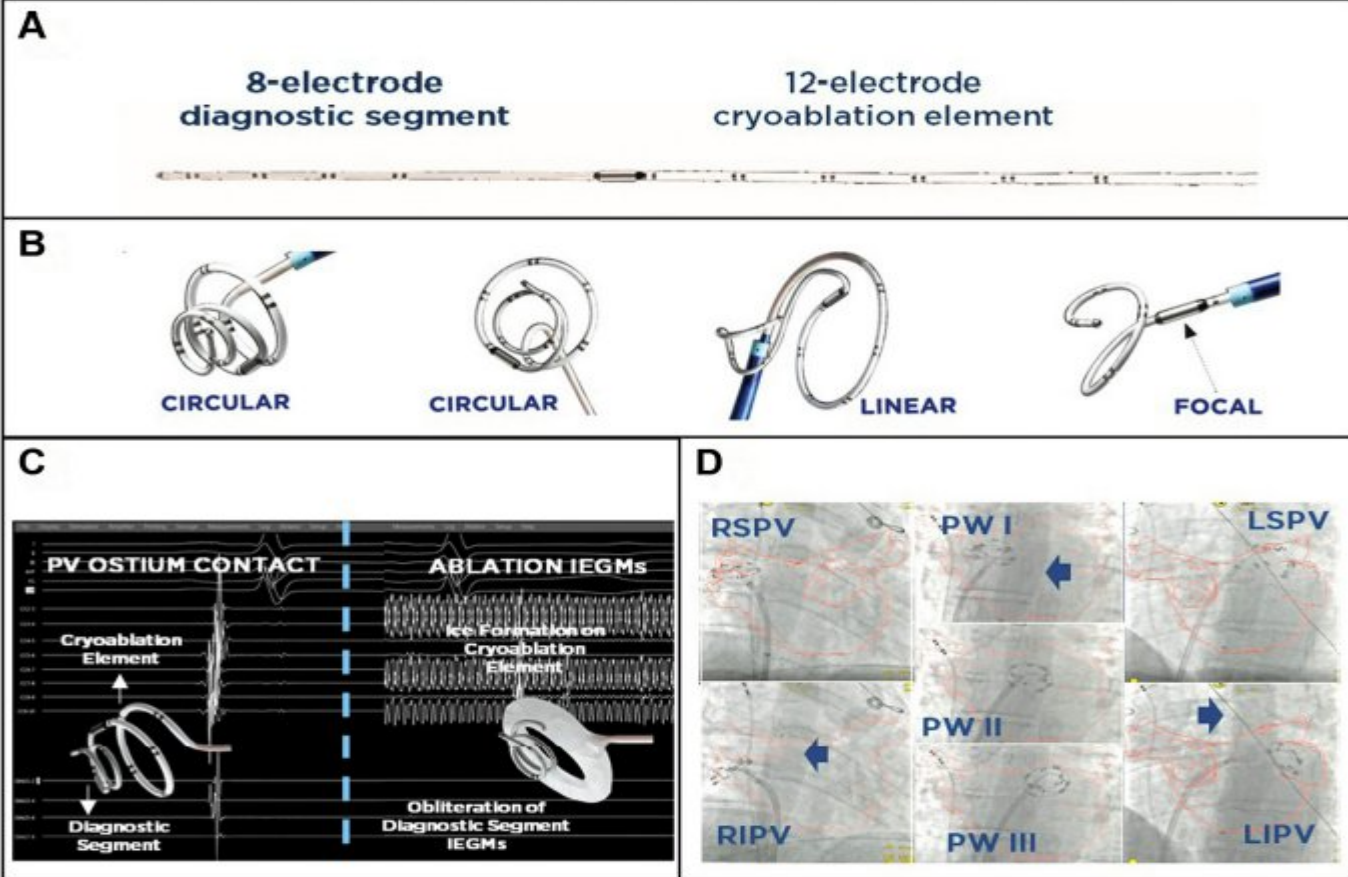 A
8-electrode
diagnostic segment
12-electrode
cryoablation element
B
CIRCULAR
CIRCULAR
LINEAR
FOCAL
C
PV OSTIUM CONTACT
ABLATION IEGMs
Cryoablation
Element
Ice Formation on
Cryoablation
Element
Diagnostic
Segment
Obliteration of
Diagnostic Segment
IEGMs
D
RSPV
PW I
LSPV
PW II
RIPV
PW III
LIPV